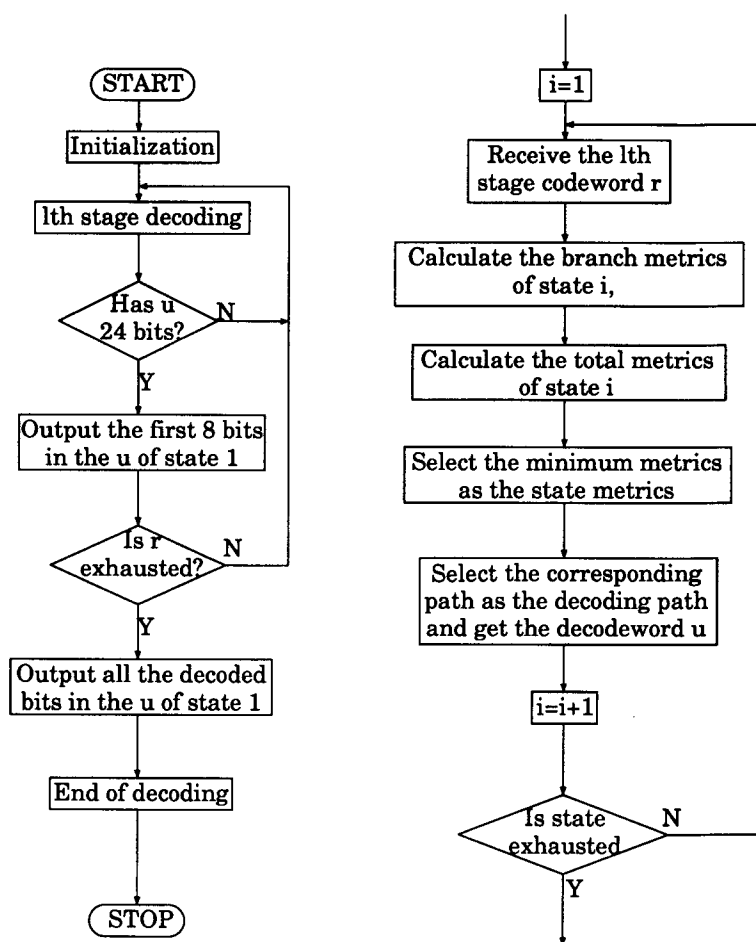 START
Initialization
lth stage decoding
Has u
24 bits?
N
Y
Output the first 8 bits
in the u of state 1
Is r
exhausted?
N
Y
Output all the decoded
bits in the u of state 1
End of decoding
STOP
i=1
Receive the lth
stage codeword r
Calculate the branch metrics
of state i,
Calculate the total metrics
of state i
Select the minimum metrics
as the state metrics
Select the corresponding
path as the decoding path
and get the decodeword u
i=i+1
Is state
exhausted
N
Y